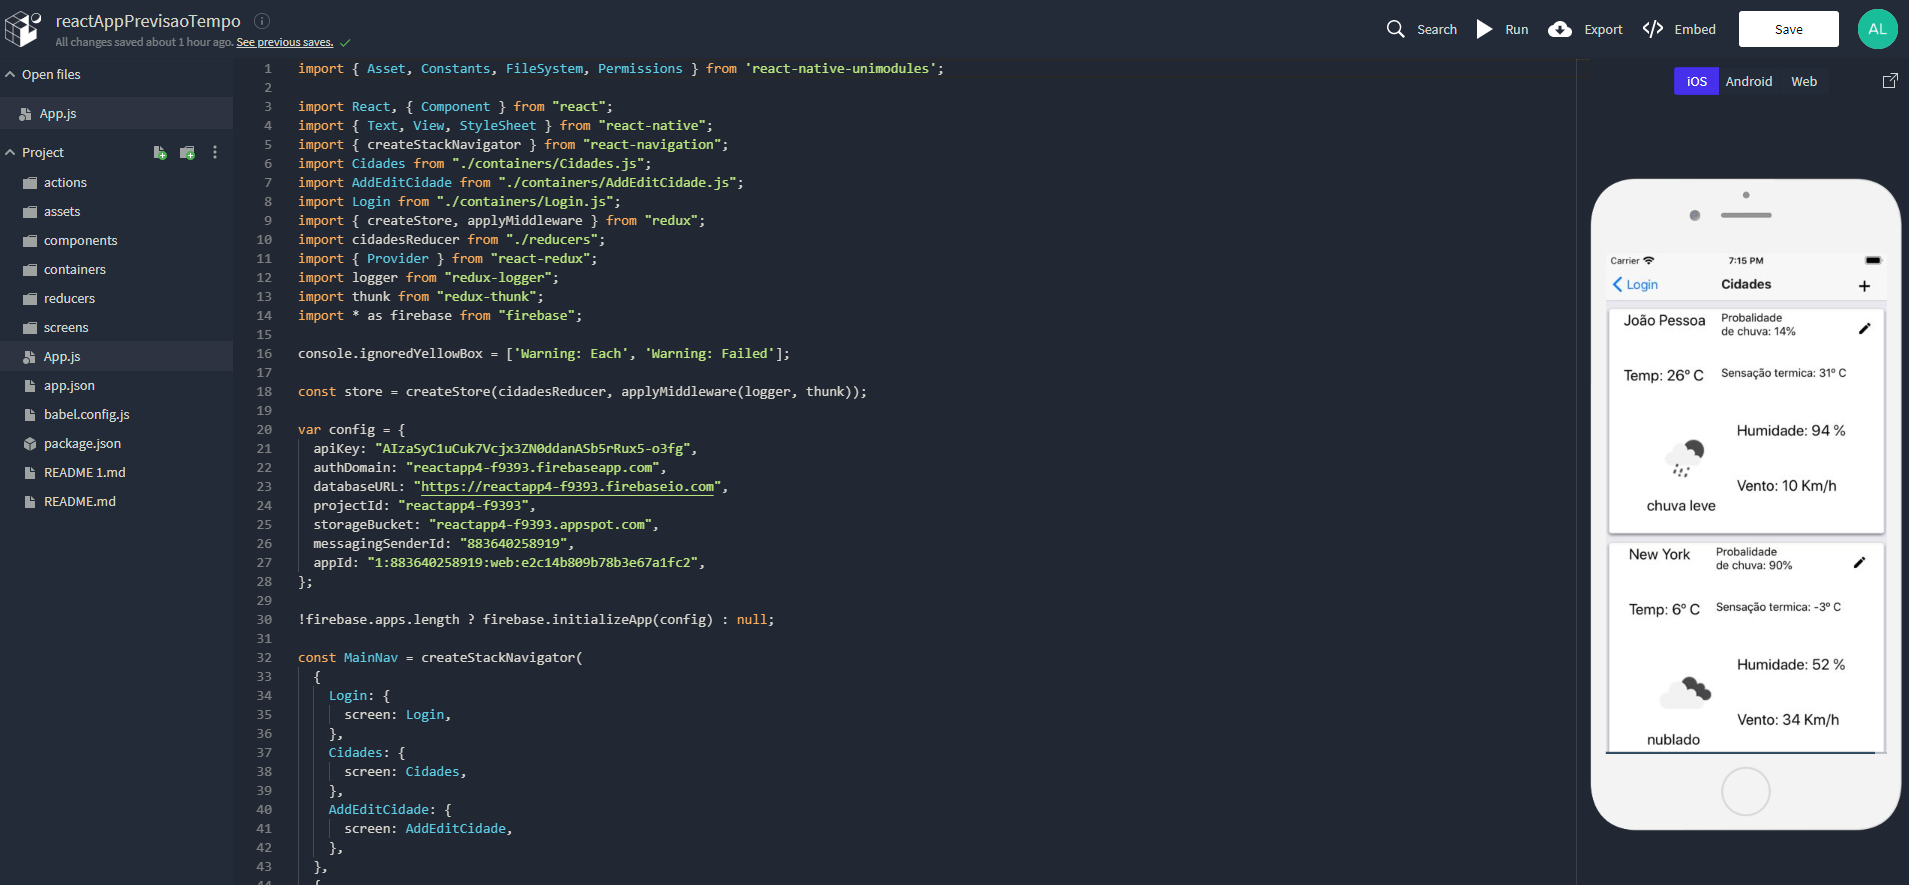 reactAppPrevisaoTempo
All changes saved about 1 hour ago. See previous saves.
Search
Run
Export
Embed
Save
AL
Open files
App.js
Project
actions
assets
components
containers
reducers
screens
App.js
app.json
babel.config.js
package.json
README 1.md
README.md
1 import { Asset, Constants, FileSystem, Permissions } from 'react-native-unimodules';
2
3 import React, { Component } from "react";
4 import { Text, View, StyleSheet } from "react-native";
5 import { createStackNavigator } from "react-navigation";
6 import Cidades from "./containers/Cidades.js";
7 import AddEditCidade from "./containers/AddEditCidade.js";
8 import Login from "./containers/Login.js";
9 import { createStore, applyMiddleware } from "redux";
10 import cidadesReducer from "./reducers";
11 import { Provider } from "react-redux";
12 import logger from "redux-logger";
13 import thunk from "redux-thunk";
14 import * as firebase from "firebase";
15
16 console.ignoredYellowBox = ['Warning: Each', 'Warning: Failed'];
17
18 const store = createStore(cidadesReducer, applyMiddleware(logger, thunk));
19
20 var config = {
21 apiKey: "AIzaSyC1uCuk7Vcjx3ZN0ddanASb5rRux5-o3fg",
22 authDomain: "reactapp4-f9393.firebaseapp.com",
23 databaseURL: "https://reactapp4-f9393.firebaseio.com",
24 projectId: "reactapp4-f9393",
25 storageBucket: "reactapp4-f9393.appspot.com",
26 messagingSenderId: "883640258919",
27 appId: "1:883640258919:web:e2c14b809b78b3e67a1fc2",
28 };
29
30 !firebase.apps.length ? firebase.initializeApp(config) : null;
31
32 const MainNav = createStackNavigator(
33 {
34 Login: {
35 screen: Login,
36 },
37 Cidades: {
38 screen: Cidades,
39 },
40 AddEditCidade: {
41 screen: AddEditCidade,
42 },
43 },
44 {
iOS
Android
Web
Carrier
7:15 PM
Login
Cidades
+
João Pessoa
Probalidade
de chuva: 14%
Temp: 26º C
Sensação termica: 31º C
Humidade: 94 %
Vento: 10 Km/h
chuva leve
New York
Probalidade
de chuva: 90%
Temp: 6º C
Sensação termica: -3º C
Humidade: 52 %
Vento: 34 Km/h
nublado